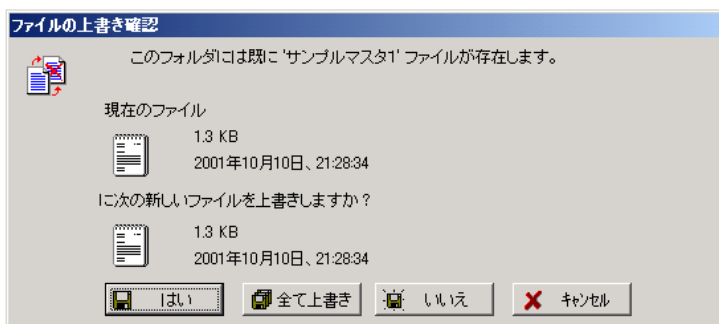 ファイルの上書き確認
このフォルダには既に 'サンプルマスタ1' ファイルが存在します。
現在のファイル
1.3 KB
2001年10月10日、21:28:34
に次の新しいファイルを上書きしますか？
1.3 KB
2001年10月10日、21:28:34
はい 全て上書き いいえ キャンセル